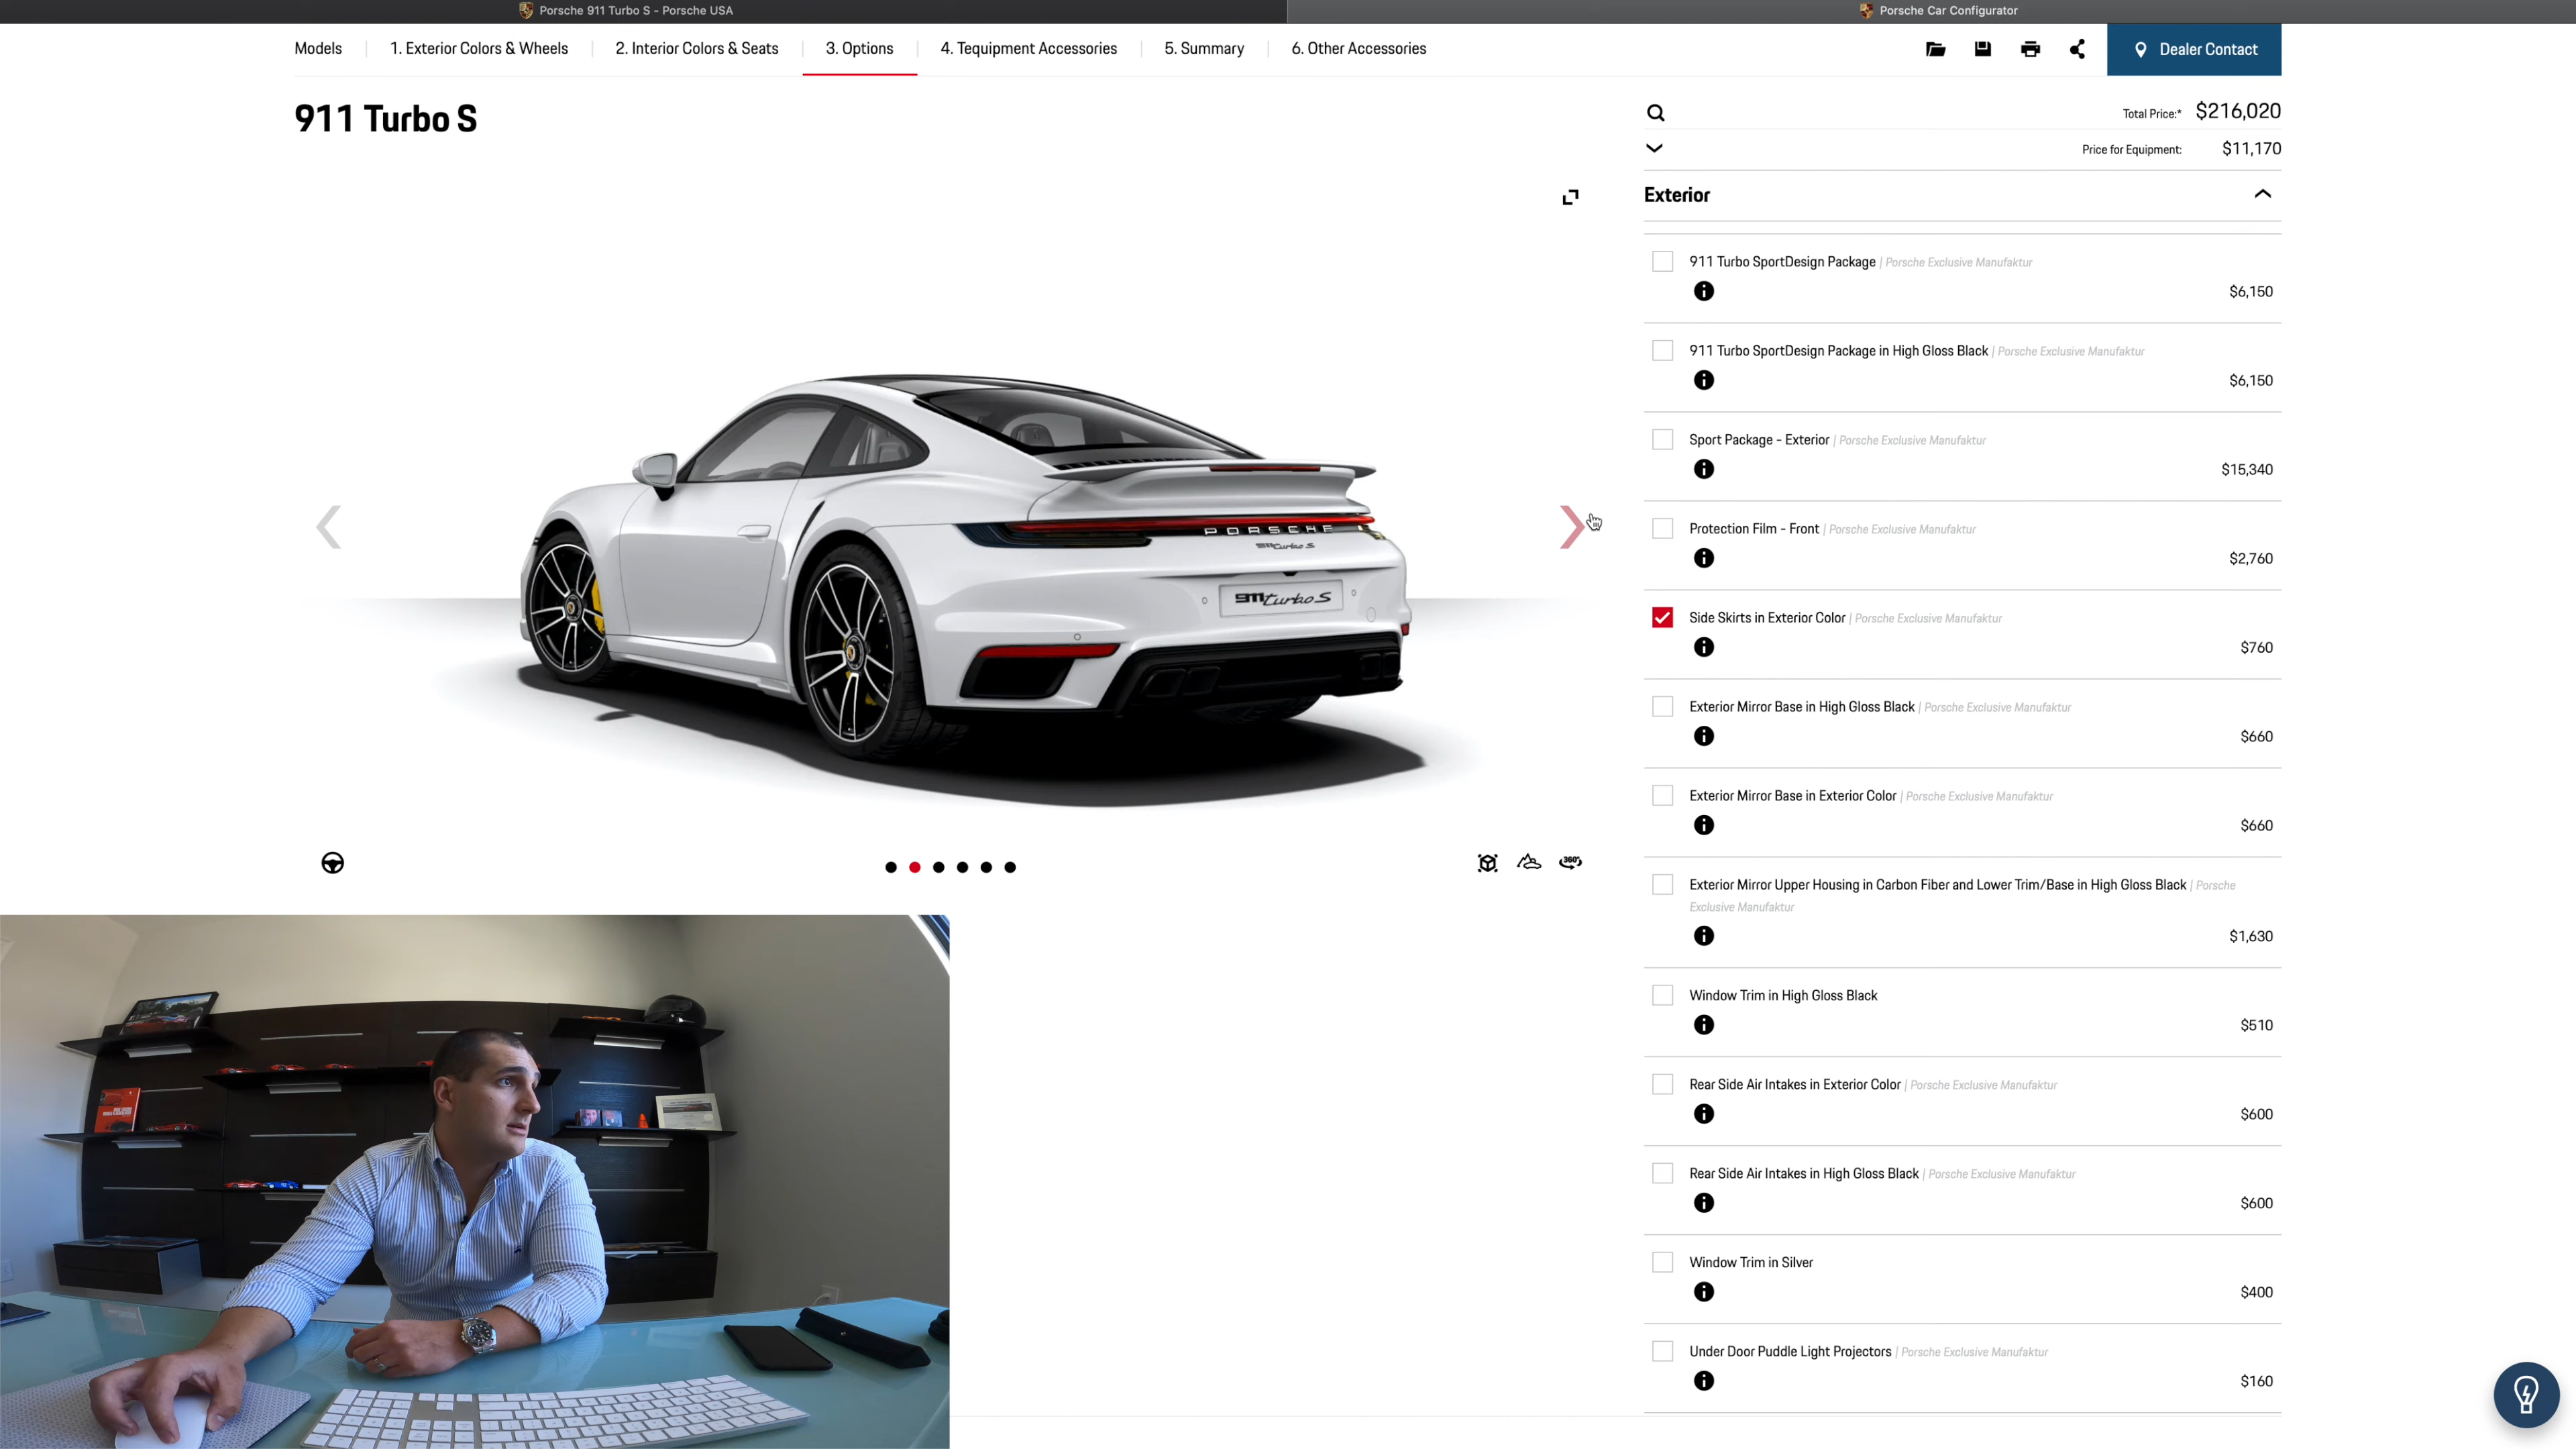 Porsche 911 Turbo S - Porsche USA
Porsche Car Configurator
Models
1. Exterior Colors & Wheels
2. Interior Colors & Seats
3. Options
4. Tequipment Accessories
5. Summary
6. Other Accessories
Dealer Contact
911 Turbo S
Total Price:* $216,020
Price for Equipment: $11,170
Exterior
911 Turbo SportDesign Package | Porsche Exclusive Manufaktur
$6,150
911 Turbo SportDesign Package in High Gloss Black | Porsche Exclusive Manufaktur
$6,150
Sport Package - Exterior | Porsche Exclusive Manufaktur
$15,340
Protection Film - Front | Porsche Exclusive Manufaktur
$2,760
Side Skirts in Exterior Color | Porsche Exclusive Manufaktur
$760
Exterior Mirror Base in High Gloss Black | Porsche Exclusive Manufaktur
$660
Exterior Mirror Base in Exterior Color | Porsche Exclusive Manufaktur
$660
Exterior Mirror Upper Housing in Carbon Fiber and Lower Trim/Base in High Gloss Black | Porsche
Exclusive Manufaktur
$1,630
Window Trim in High Gloss Black
$510
Rear Side Air Intakes in Exterior Color | Porsche Exclusive Manufaktur
$600
Rear Side Air Intakes in High Gloss Black | Porsche Exclusive Manufaktur
$600
Window Trim in Silver
$400
Under Door Puddle Light Projectors | Porsche Exclusive Manufaktur
$160
PORSCHE
911 turbo S
911 turbo S
360°